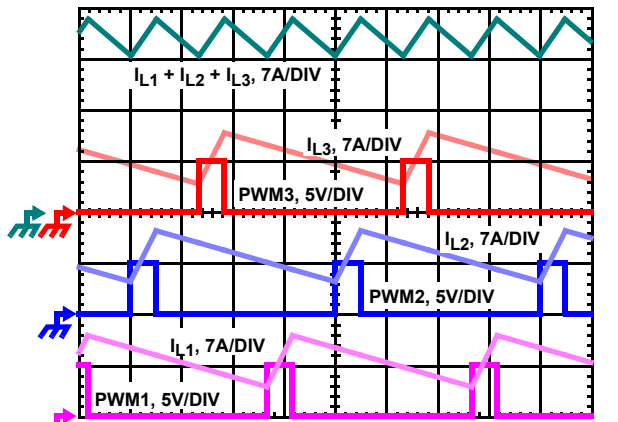 IL1 + IL2 + IL3, 7A/DIV
IL3, 7A/DIV
PWM3, 5V/DIV
IL2, 7A/DIV
PWM2, 5V/DIV
IL1, 7A/DIV
PWM1, 5V/DIV